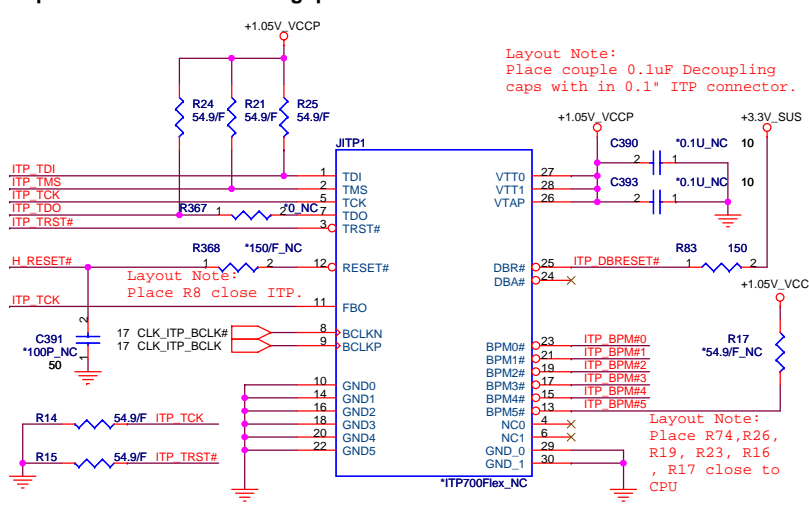 +1.05V_VCCP
Layout Note:
Place couple 0.1uF Decoupling
caps with in 0.1" ITP connector.
R24
54.9/F
R21
54.9/F
R25
54.9/F
+1.05V_VCCP
+3.3V_SUS
JITP1
C390
*0.1U_NC
10
2
1
C393
*0.1U_NC
10
2
1
ITP_TDI
1
TDI
ITP_TMS
2
TMS
ITP_TCK
5
TCK
ITP_TDO
7
TDO
R367
1
2
*0_NC
ITP_TRST#
3
TRST#
VTT0
27
VTT1
28
VTAP
26
H_RESET#
R368
*150/F_NC
1
2
12
RESET#
Layout Note:
Place R8 close ITP.
DBR#
25
ITP_DBRESET#
DBA#
24
R83
150
1
2
+1.05V_VCC
ITP_TCK
11
FBO
C391
*100P_NC
50
2
1
17 CLK_ITP_BCLK#
8
BCLKN
17 CLK_ITP_BCLK
9
BCLKP
R17
*54.9/F_NC
BPM0#
23
ITP_BPM#0
BPM1#
21
ITP_BPM#1
BPM2#
19
ITP_BPM#2
BPM3#
17
ITP_BPM#3
BPM4#
15
ITP_BPM#4
BPM5#
13
ITP_BPM#5
10
GND0
14
GND1
16
GND2
18
GND3
20
GND4
22
GND5
NC0
4
NC1
6
GND_0
29
GND_1
30
R14
54.9/F
ITP_TCK
R15
54.9/F
ITP_TRST#
Layout Note:
Place R74,R26,
R19, R23, R16
, R17 close to
CPU
*ITP700Flex_NC